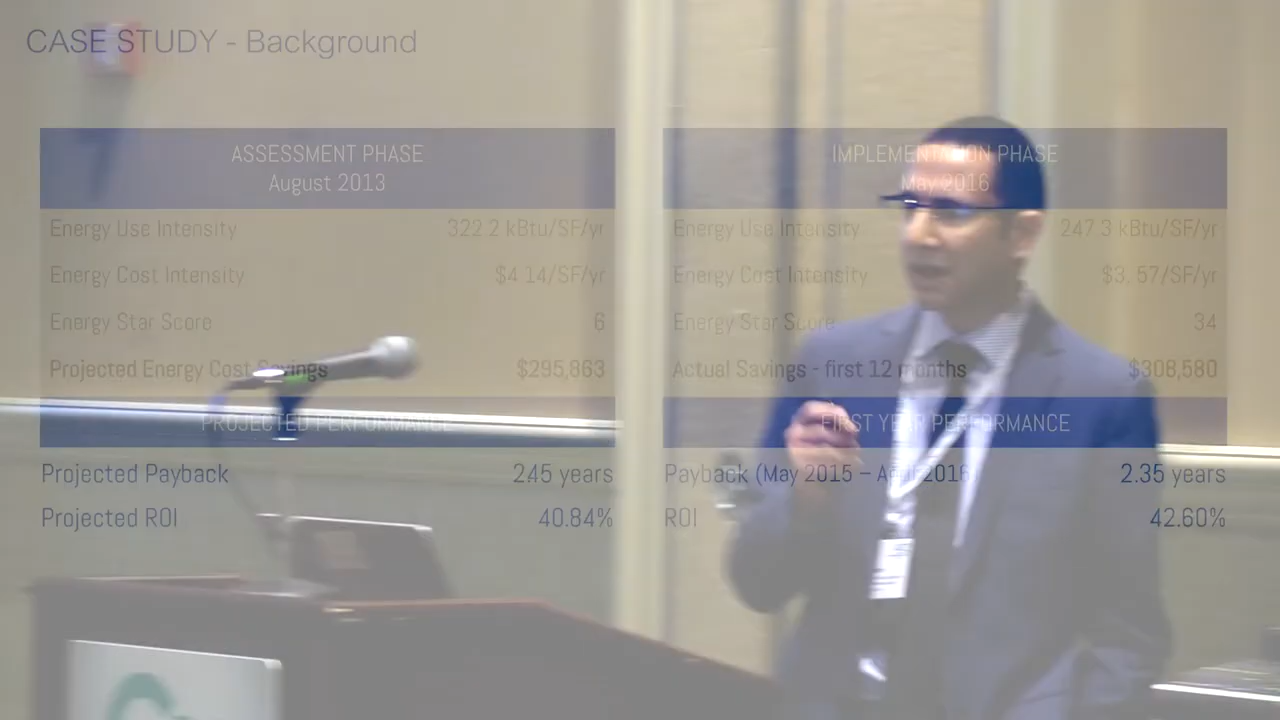 CASE STUDY - Background
ASSESSMENT PHASE
August 2013
Energy Use Intensity 322.2 kBtu/SF/yr
Energy Cost Intensity $4 14/SF/yr
Energy Star Score 6
Projected Energy Cost Savings $295,863
PROJECTED PERFORMANCE
Projected Payback 245 years
Projected ROI 40.84%
IMPLEMENTATION PHASE
May 2016
Energy Use Intensity 247.3 kBtu/SF/yr
Energy Cost Intensity $3. 57/SF/yr
Energy Star Score 34
Actual Savings - first 12 months $308,580
FIRST YEAR PERFORMANCE
Payback (May 2015 – April 2016 2.35 years
ROI 42.60%